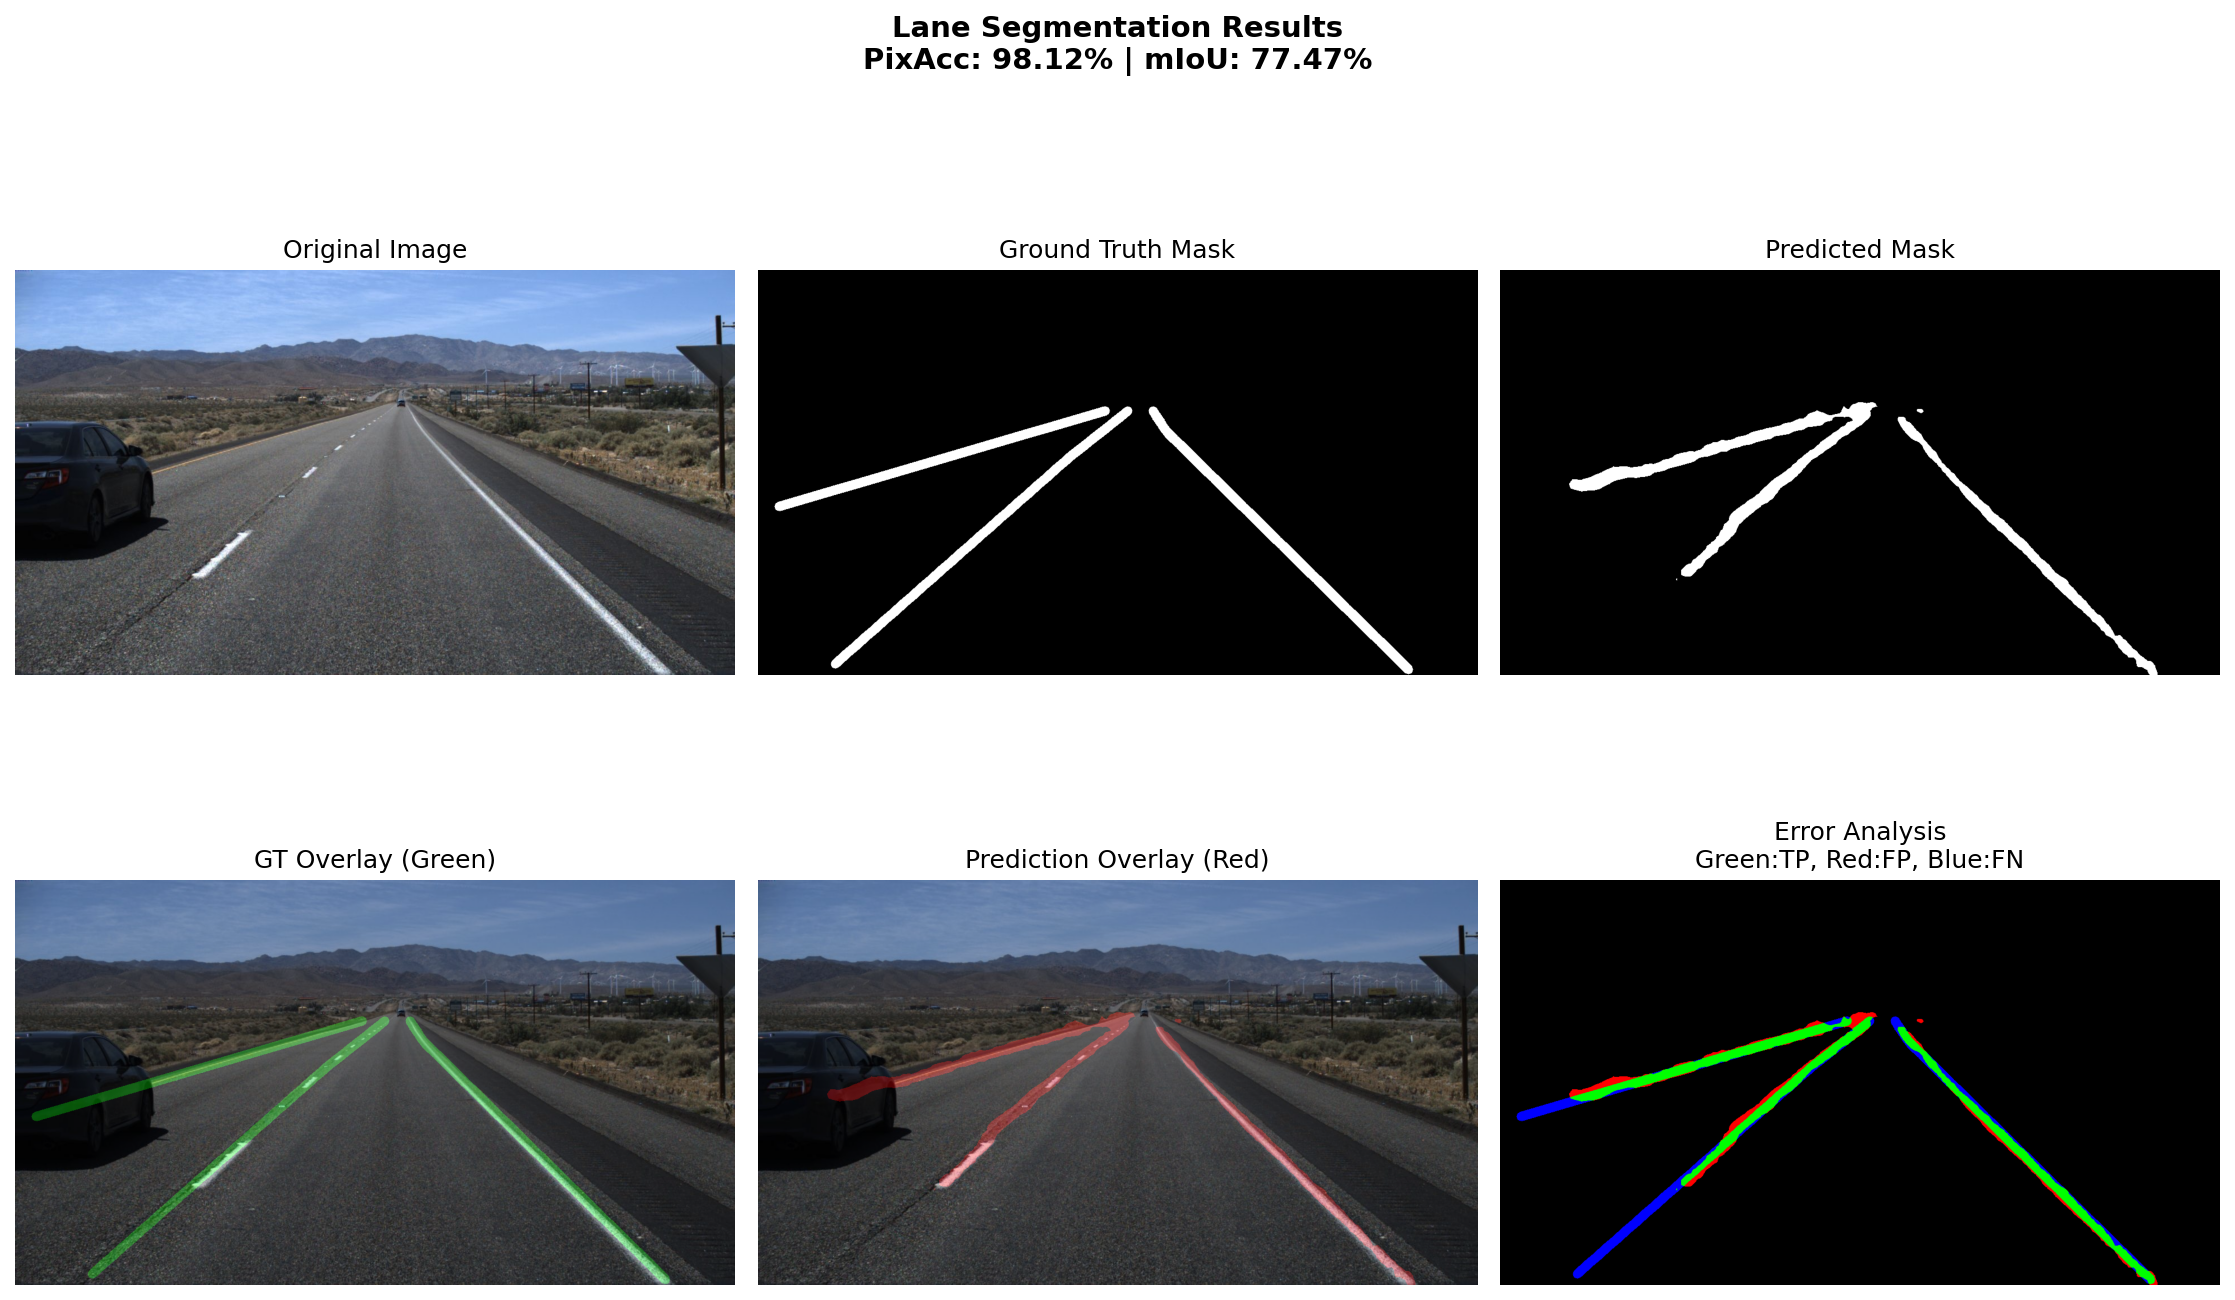 Lane Segmentation Results
PixAcc: 98.12% | mIoU: 77.47%
Original Image
Ground Truth Mask
Predicted Mask
GT Overlay (Green)
Prediction Overlay (Red)
Error Analysis
Green:TP, Red:FP, Blue:FN